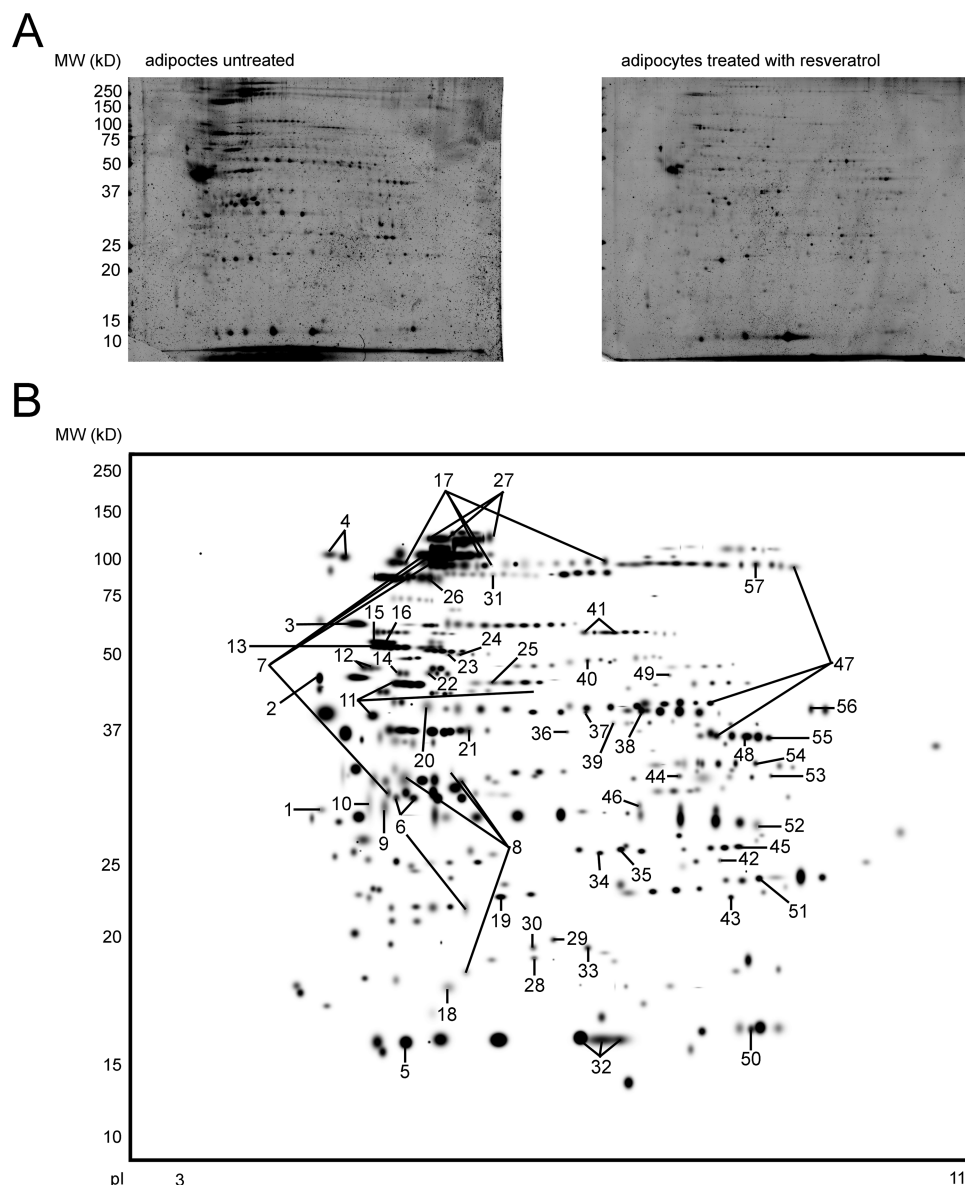 A
MW (kD) adipoctes untreated adipocytes treated with resveratrol
250
150
100
75
50
37
25
20
15
10
B
MW (kD)
250
150
100
75
50
37
25
20
15
10
17 27
4
57
26 31
3 15 16 41
13 24
7 12 14 23 25 40 49 47
2 11 22
56
20 21 36 37 38 39 48 55
54
44 53
1 10 6 46
9 52
8 45
34 35 42
19 43 51
30 29
28 33
18
5 32 50
pI 3 11